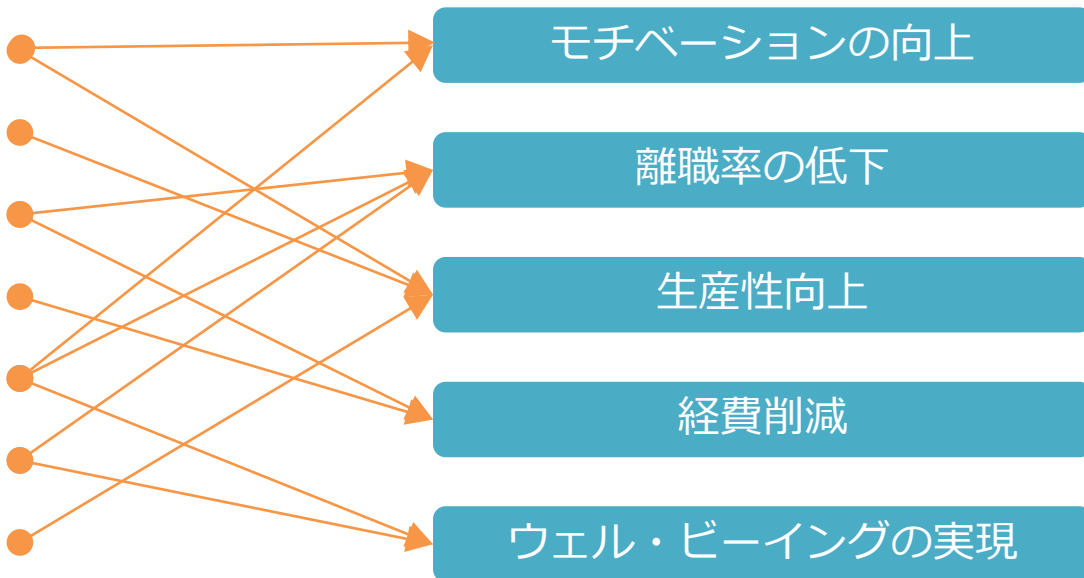 モチベーションの向上
離職率の低下
生産性向上
経費削減
ウェル・ビーイングの実現